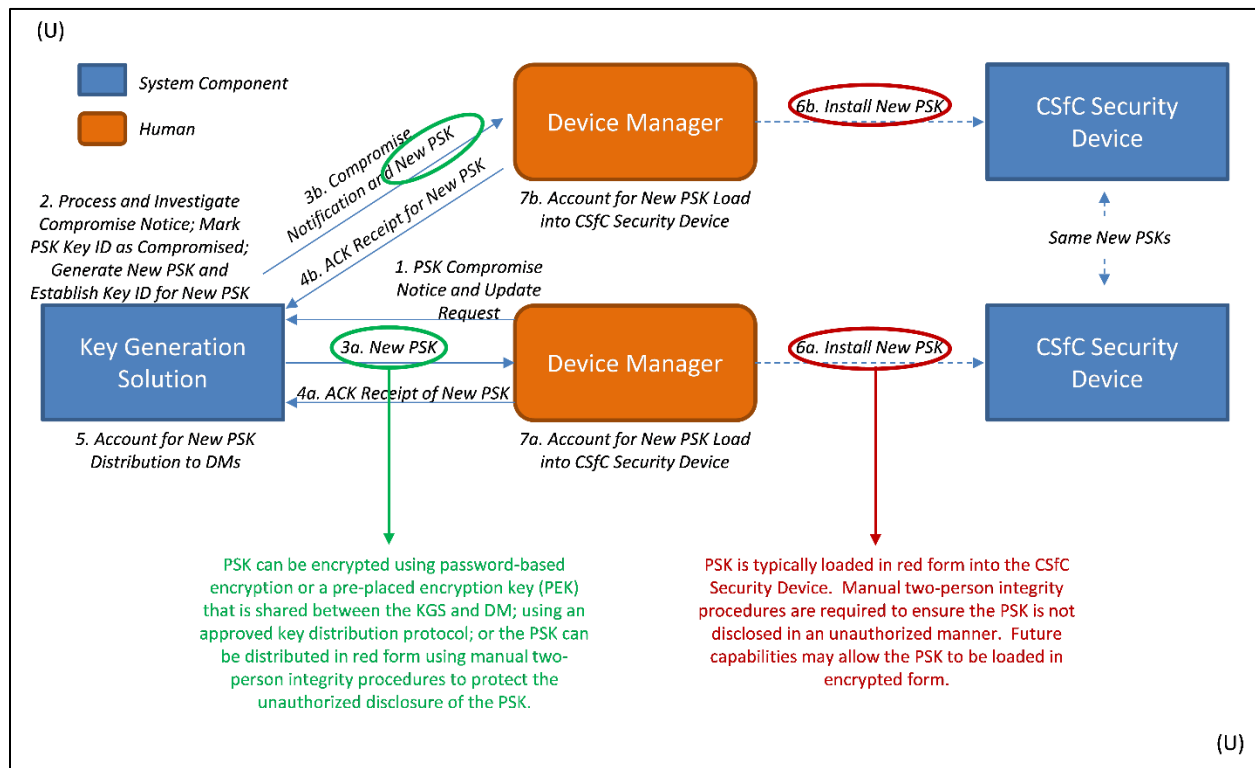 (U)
System Component
Human
3b. Compromise
Notification and New PSK
4b. ACK Receipt for New PSK
Device Manager
7b. Account for New PSK Load
into CSfC Security Device
6b. Install New PSK
CSfC Security
Device
2. Process and Investigate
Compromise Notice; Mark
PSK Key ID as Compromised;
Generate New PSK and
Establish Key ID for New PSK
1. PSK Compromise
Notice and Update
Request
Same New PSKs
Key Generation
Solution
3a. New PSK
4a. ACK Receipt of New PSK
Device Manager
6a. Install New PSK
CSfC Security
Device
5. Account for New PSK
Distribution to DMs
7a. Account for New PSK Load
into CSfC Security Device
PSK can be encrypted using password-based
encryption or a pre-placed encryption key (PEK)
that is shared between the KGS and DM; using an
approved key distribution protocol; or the PSK can
be distributed in red form using manual two-
person integrity procedures to protect the
unauthorized disclosure of the PSK.
PSK is typically loaded in red form into the CSfC
Security Device.  Manual two-person integrity
procedures are required to ensure the PSK is not
disclosed in an unauthorized manner.  Future
capabilities may allow the PSK to be loaded in
encrypted form.
(U)